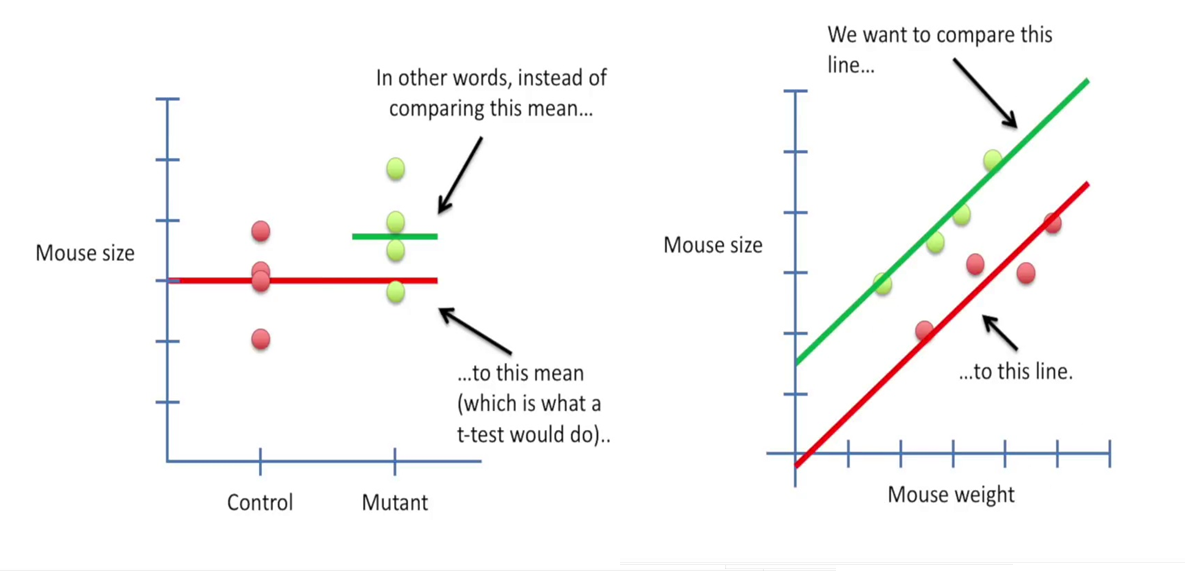 In other words, instead of
comparing this mean...
Mouse size
...to this mean
(which is what a
t-test would do)..
Control
Mutant
We want to compare this
line...
Mouse size
...to this line.
Mouse weight